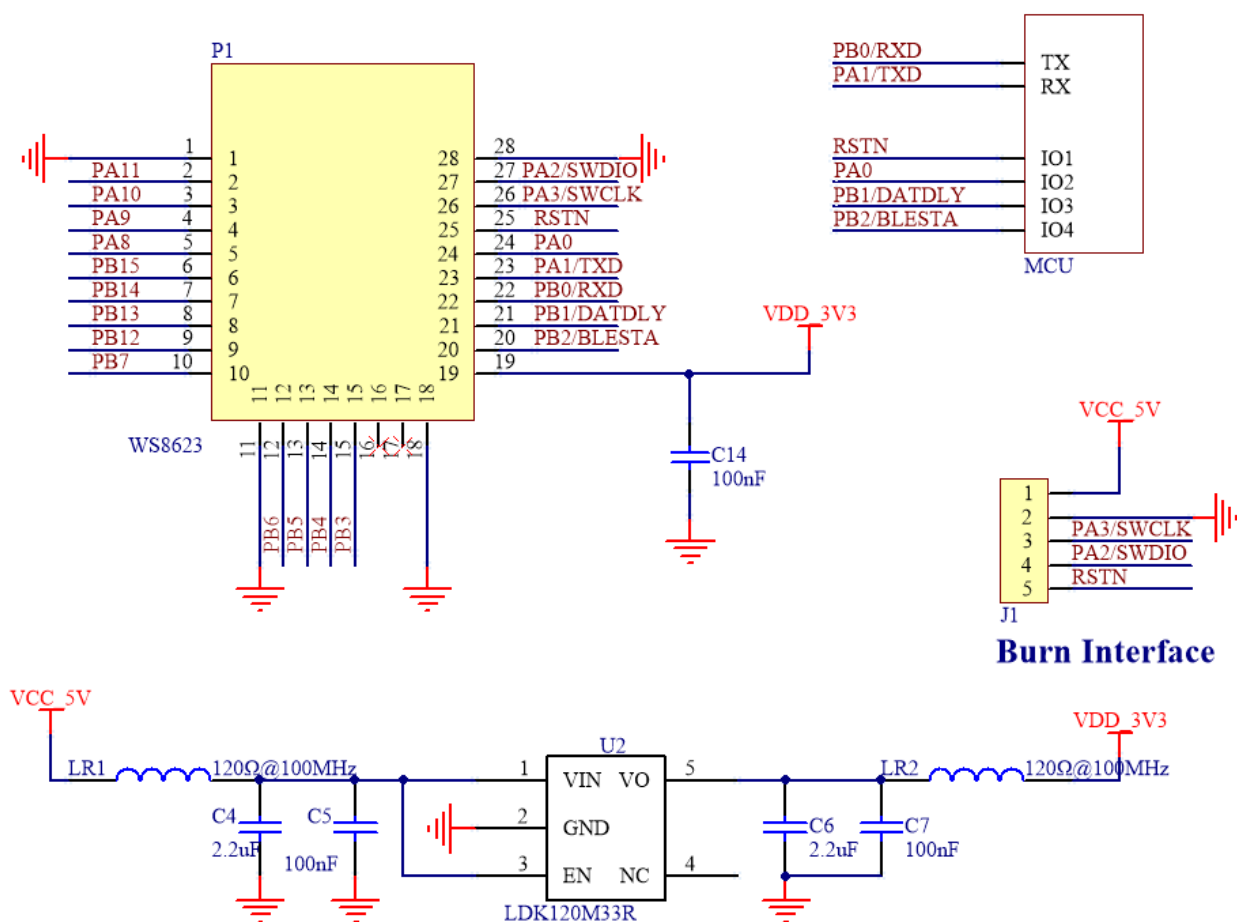 P1
1 1
PA11 2 2
PA10 3 3
PA9 4 4
PA8 5 5
PB15 6 6
PB14 7 7
PB13 8 8
PB12 9 9
PB7 10 10
28 28
27 27 PA2/SWDIO
26 26 PA3/SWCLK
25 25 RSTN
24 24 PA0
23 23 PA1/TXD
22 22 PB0/RXD
21 21 PB1/DATDLY
20 20 PB2/BLESTA
19 19
11 12 13 14 15 16 17 18
11 12 13 14 15 16 17 18
WS8623
PB6
PB5
PB4
PB3
VDD_3V3
C14
100nF
PB0/RXD TX
PA1/TXD RX
RSTN IO1
PA0 IO2
PB1/DATDLY IO3
PB2/BLESTA IO4
MCU
VCC_5V
1
2
3 PA3/SWCLK
4 PA2/SWDIO
5 RSTN
J1
Burn Interface
VCC_5V
LR1 120Ω@100MHz
C4
2.2uF
C5
100nF
U2
1 VIN VO 5
2 GND
3 EN NC 4
LDK120M33R
C6
2.2uF
C7
100nF
LR2 120Ω@100MHz
VDD_3V3